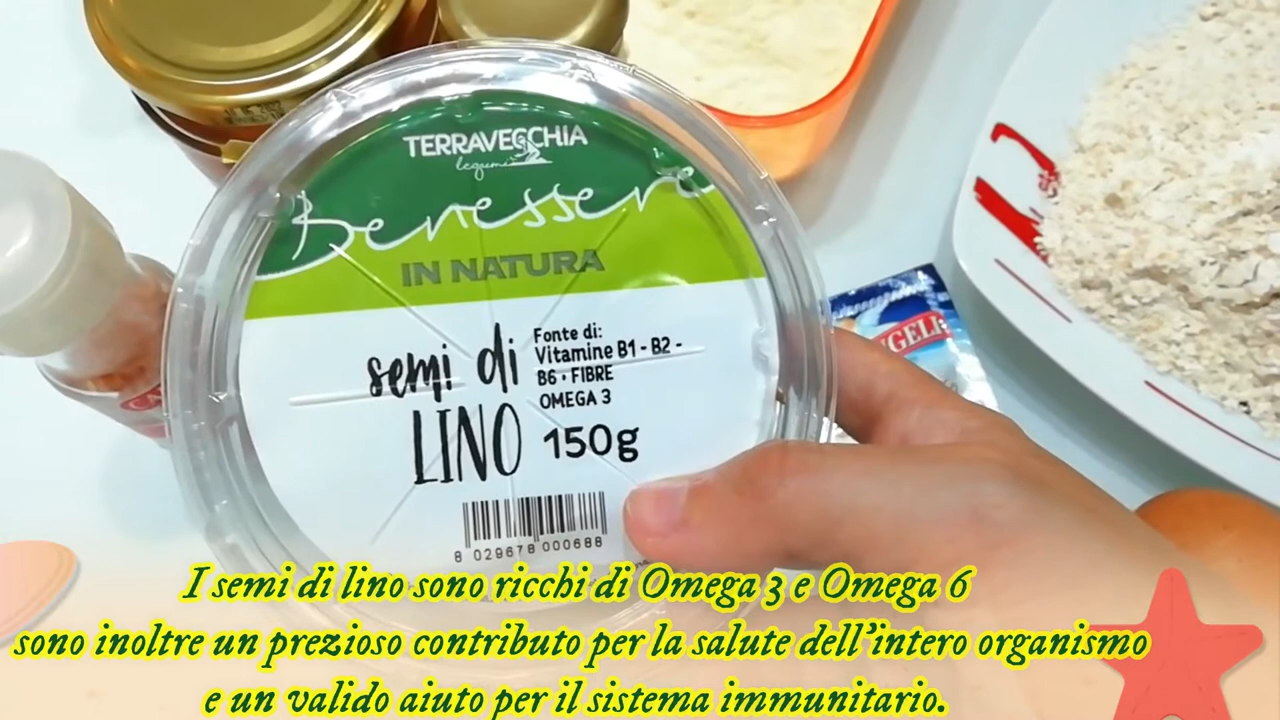 TERRAVECCHIA
legumi
Benessere
IN NATURA
semi di
LINO
Fonte di:
Vitamine B1 - B2 -
B6 • FIBRE
OMEGA 3
150g
8 029678 000688
I semi di lino sono ricchi di Omega 3 e Omega 6
sono inoltre un prezioso contributo per la salute dell'intero organismo
e un valido aiuto per il sistema immunitario.